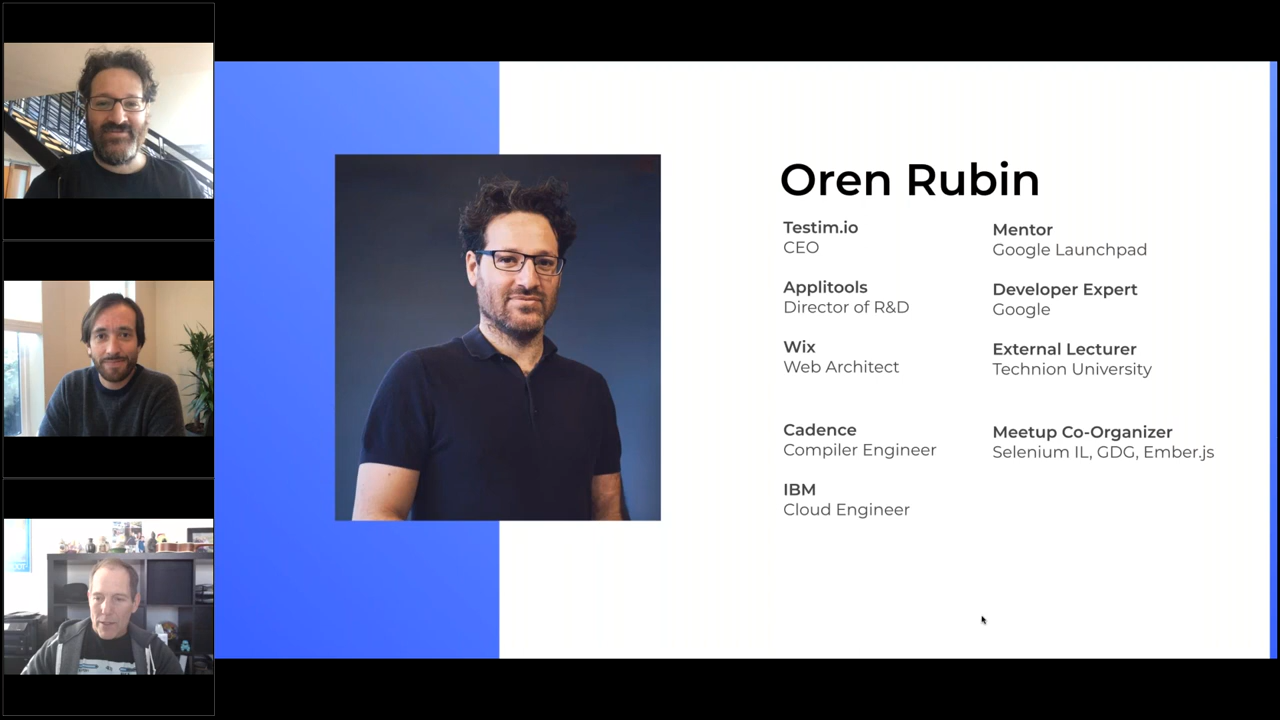 Oren Rubin
Testim.io
CEO
Applitools
Director of R&D
Wix
Web Architect
Cadence
Compiler Engineer
IBM
Cloud Engineer
Mentor
Google Launchpad
Developer Expert
Google
External Lecturer
Technion University
Meetup Co-Organizer
Selenium IL, GDG, Ember.js